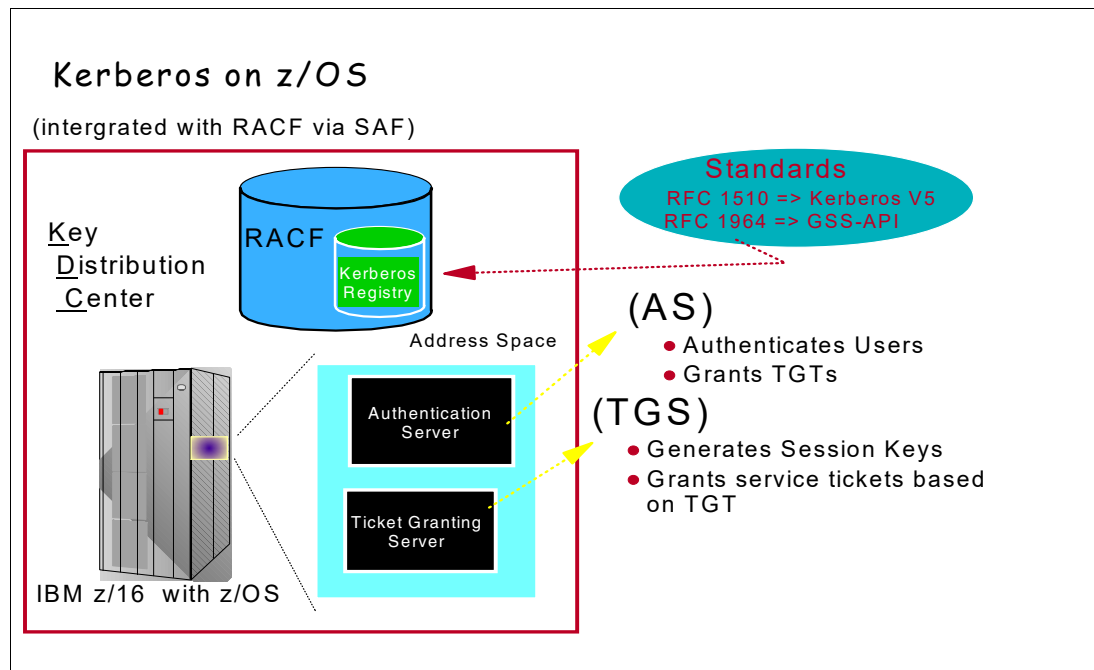 Kerberos on z/OS
(intergrated with RACF via SAF)
Key
Distribution
Center
RACF
Kerberos
Registry
Standards
RFC 1510 => Kerberos V5
RFC 1964 => GSS-API
Address Space
Authentication
Server
Ticket Granting
Server
(AS)
Authenticates Users
Grants TGTs
(TGS)
Generates Session Keys
Grants service tickets based
on TGT
IBM z/16 with z/OS